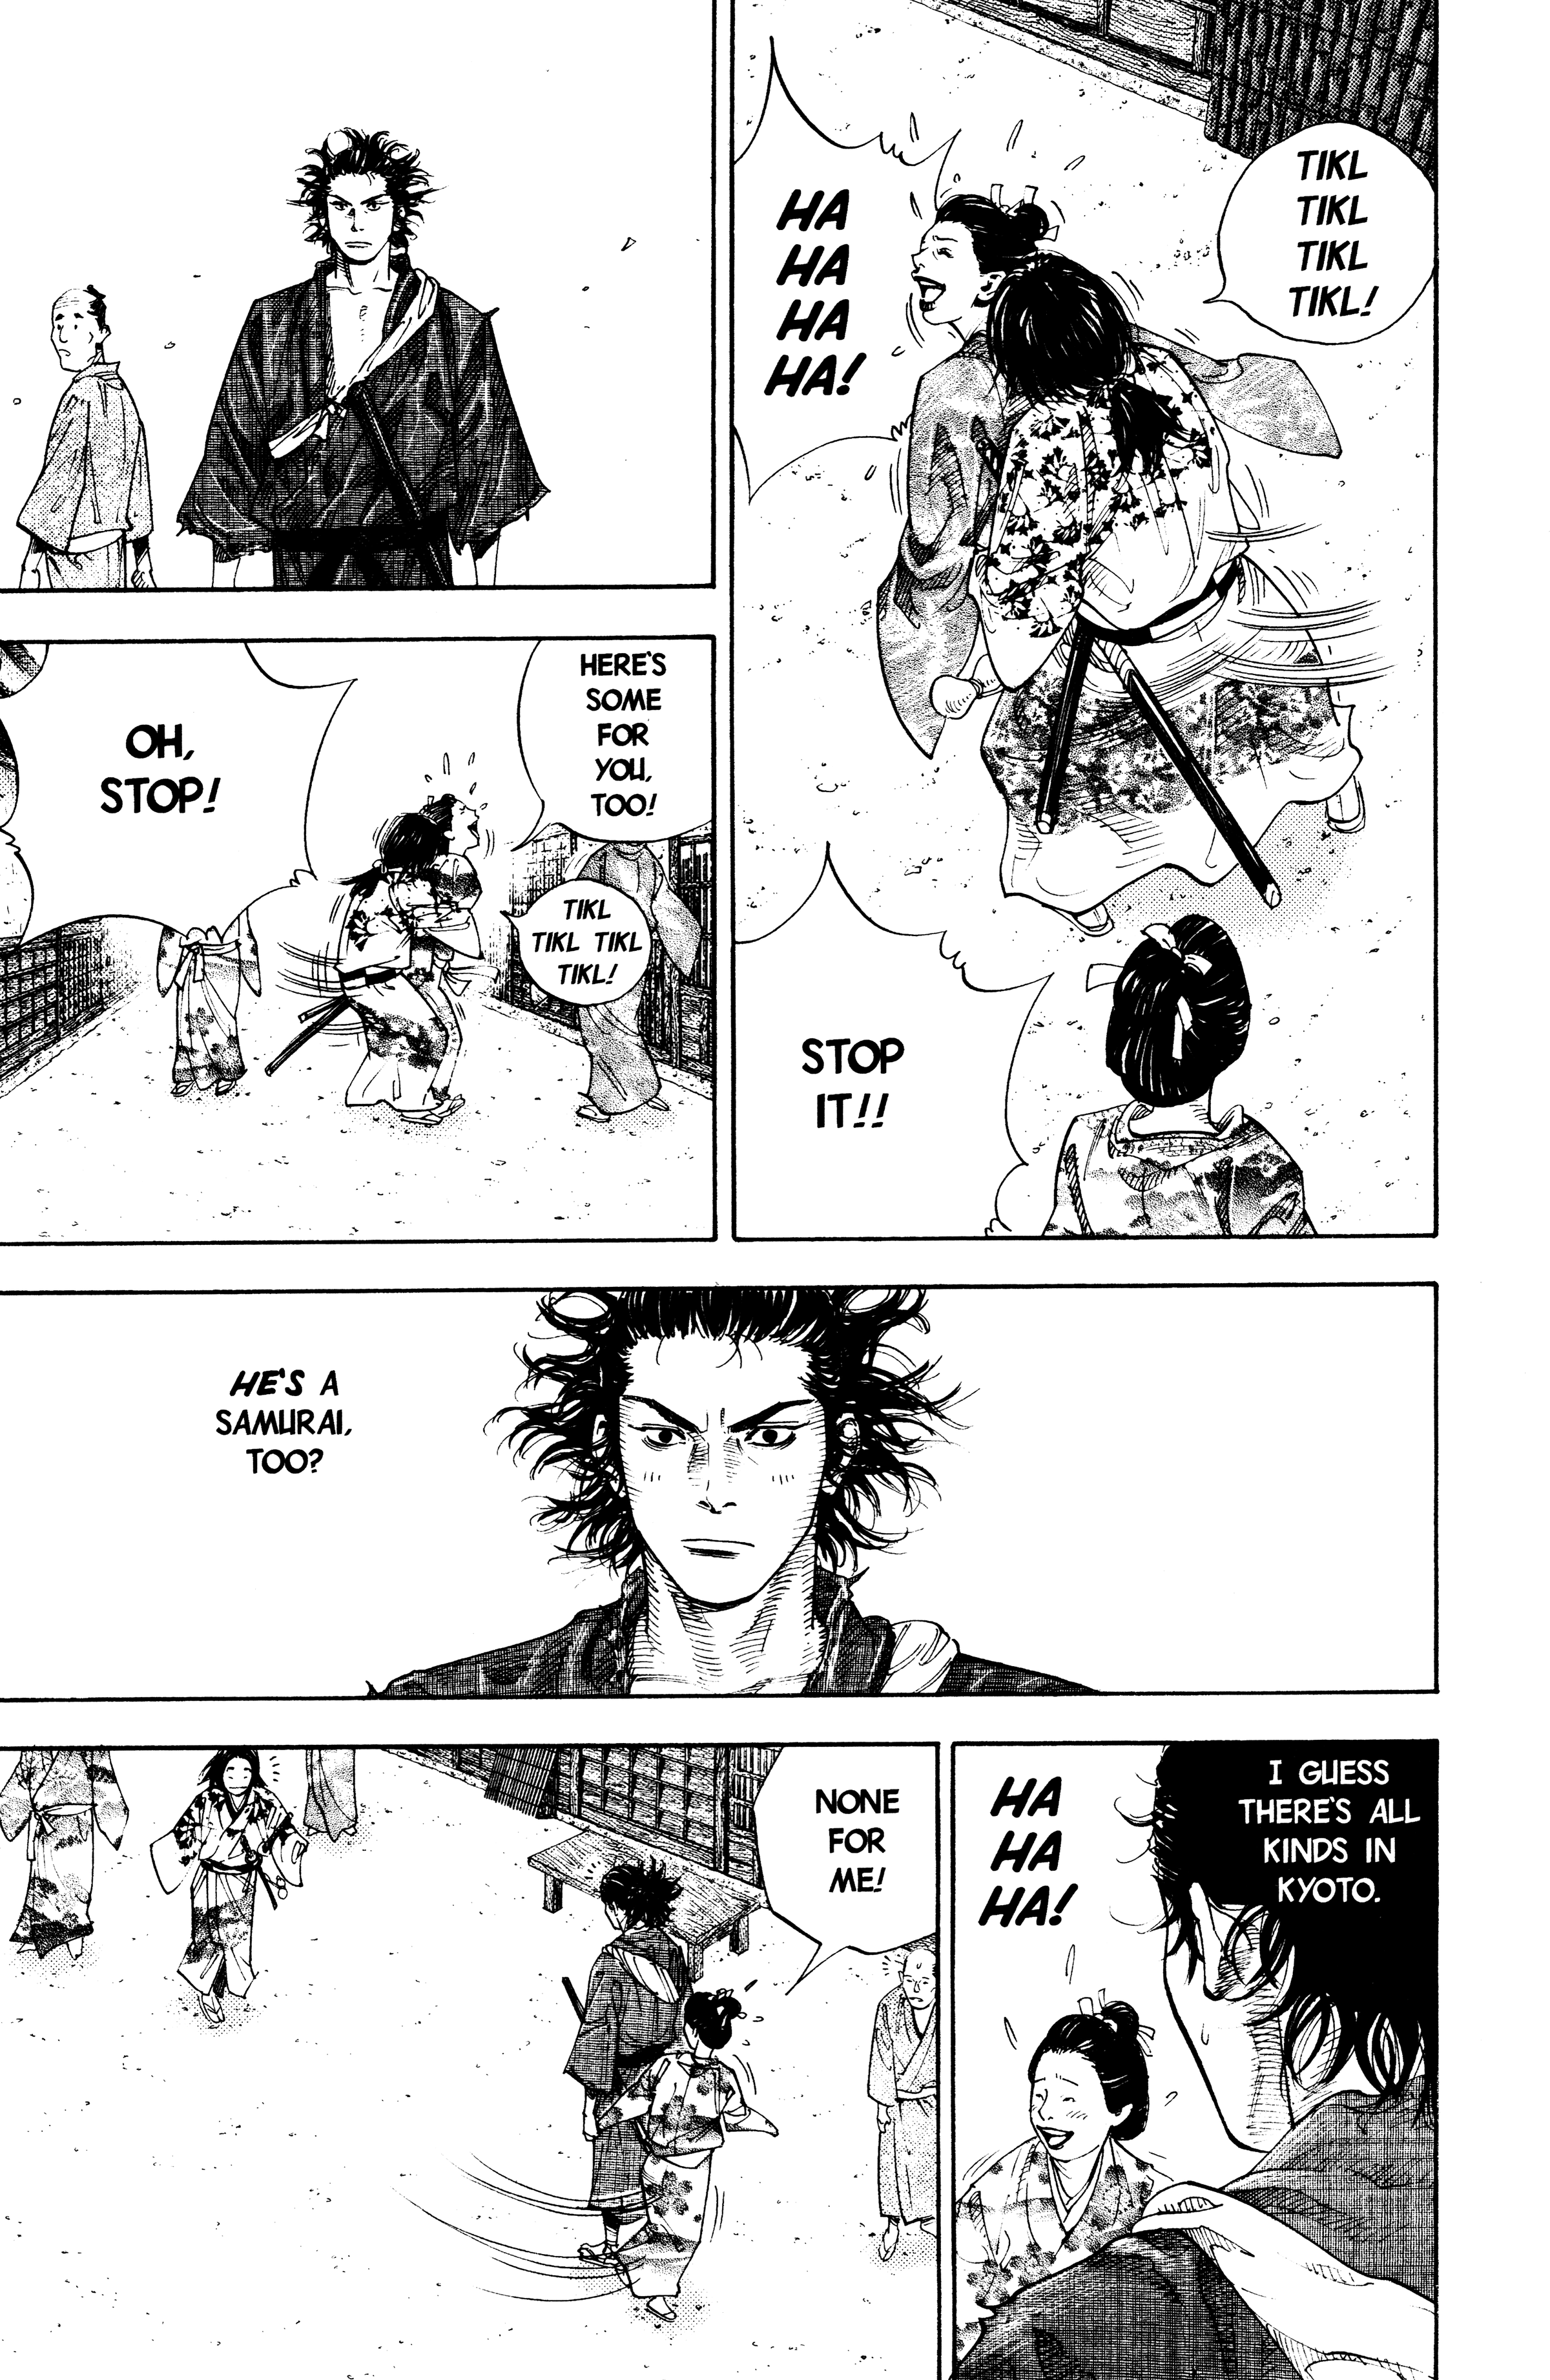 TIKL
TIKL
TIKL
TIKL!
HA
HA
HA
HA!
STOP
IT!!
HERE'S
SOME
FOR
YOU,
TOO!
TIKL
TIKL TIKL
TIKL!
OH,
STOP!
HE'S A
SAMURAI,
TOO?
I GUESS
THERE'S ALL
KINDS IN
KYOTO.
HA
HA
HA!
NONE
FOR
ME!